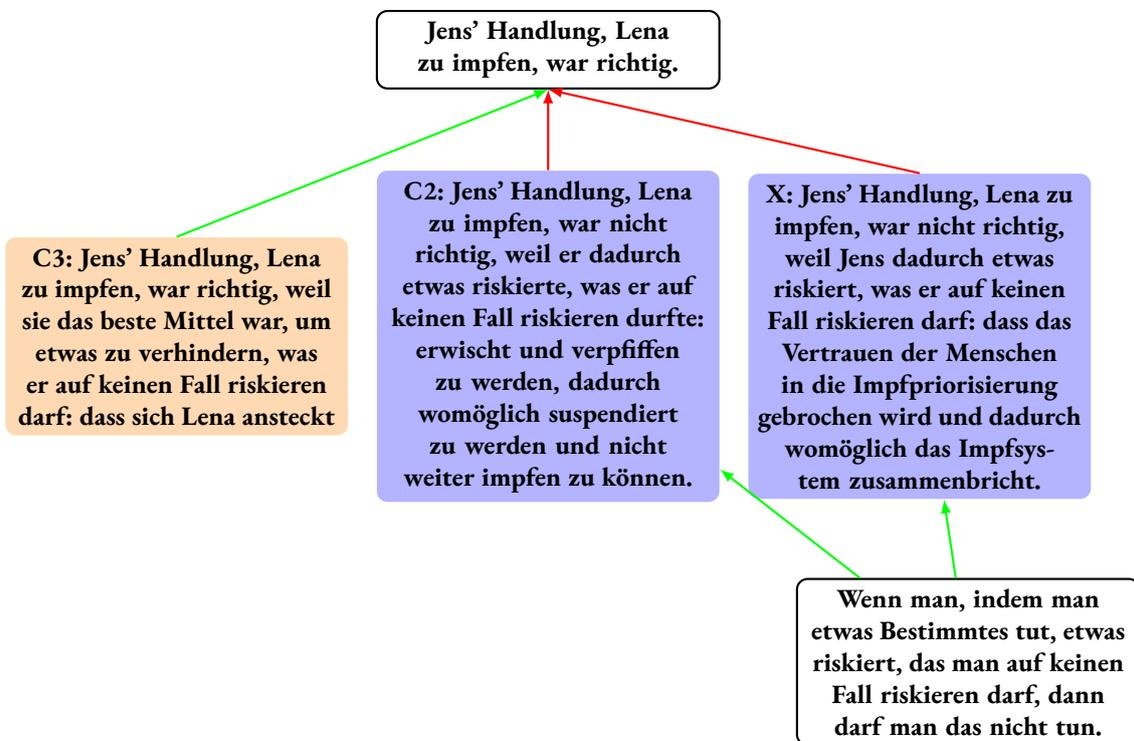 Jens’ Handlung, Lena
zu impfen, war richtig.
C3: Jens’ Handlung, Lena
zu impfen, war richtig, weil
sie das beste Mittel war, um
etwas zu verhindern, was
er auf keinen Fall riskieren
darf: dass sich Lena ansteckt
C2: Jens’ Handlung, Lena
zu impfen, war nicht
richtig, weil er dadurch
etwas riskierte, was er auf
keinen Fall riskieren durfte:
erwischt und verpfiffen
zu werden, dadurch
womöglich suspendiert
zu werden und nicht
weiter impfen zu können.
X: Jens’ Handlung, Lena zu
impfen, war nicht richtig,
weil Jens dadurch etwas
riskiert, was er auf keinen
Fall riskieren darf: dass das
Vertrauen der Menschen
in die Impfpriorisierung
gebrochen wird und dadurch
womöglich das Impfsys-
tem zusammenbricht.
Wenn man, indem man
etwas Bestimmtes tut, etwas
riskiert, das man auf keinen
Fall riskieren darf, dann
darf man das nicht tun.